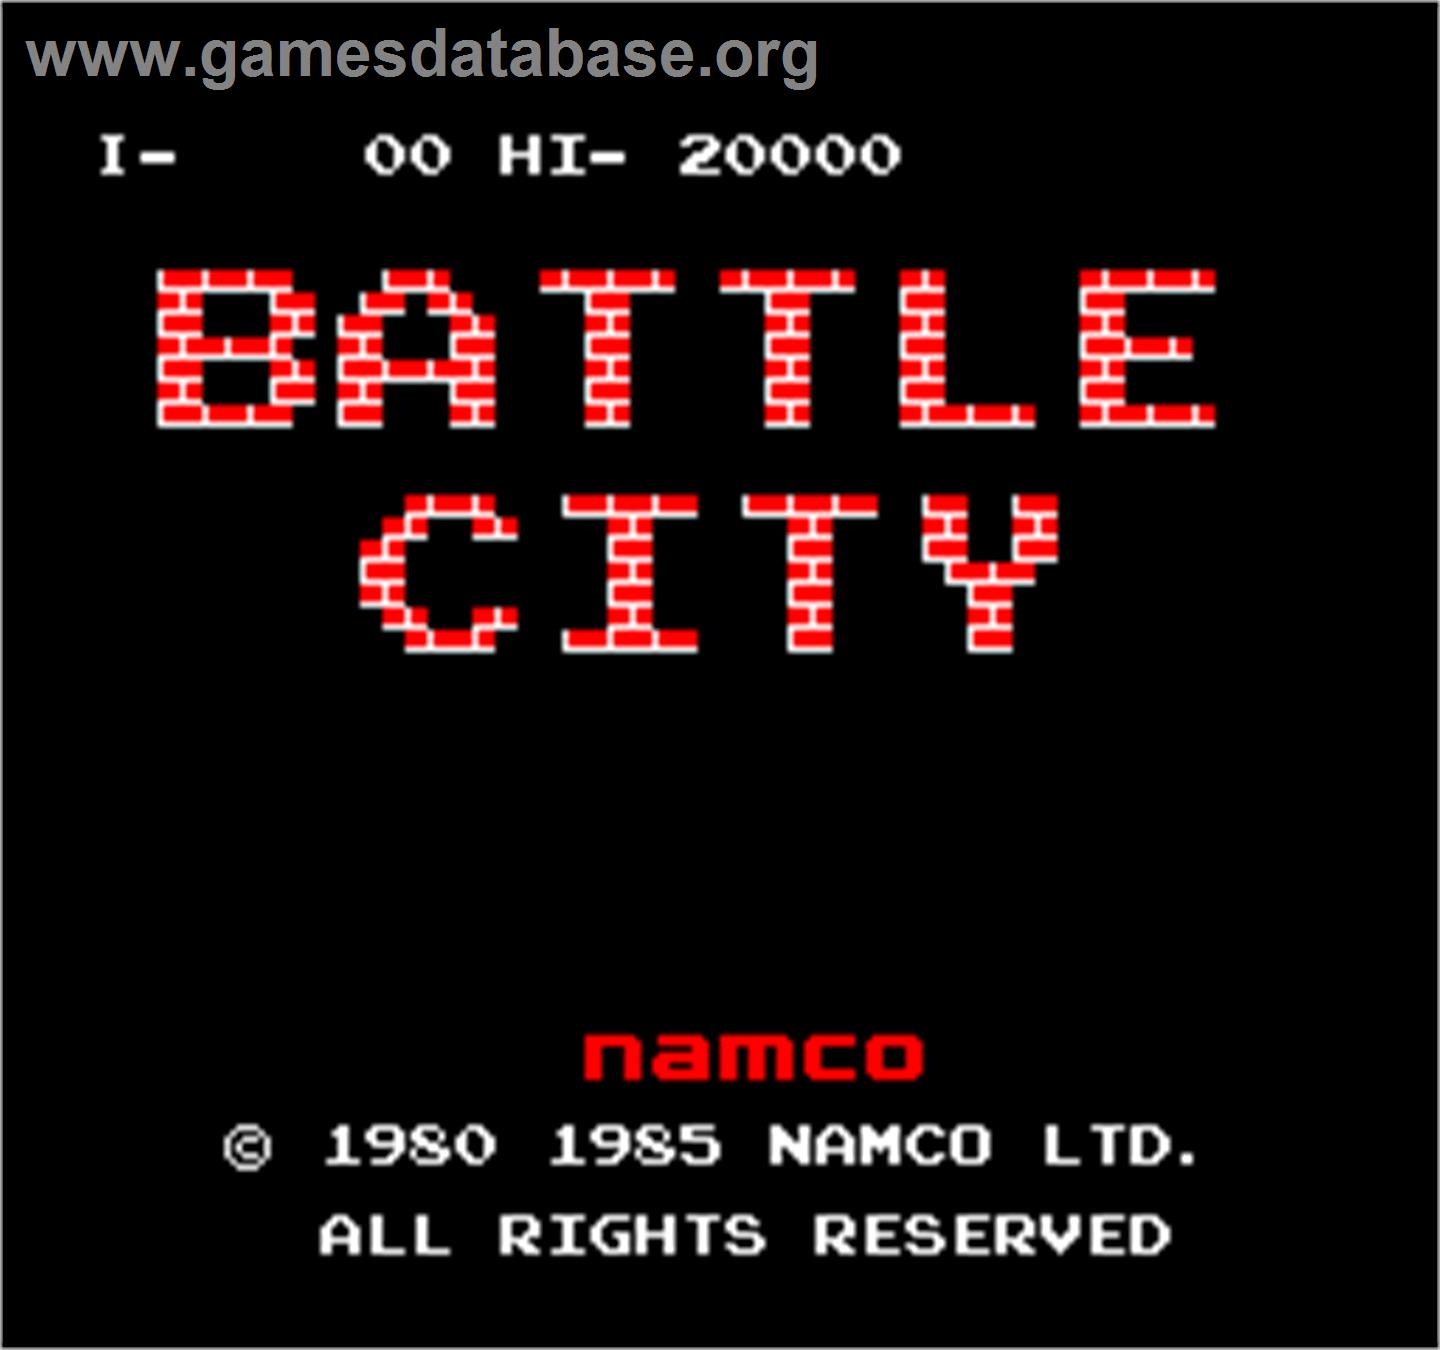 www.gamesdatabase.org
I- 00 HI- 20000
BATTLE
CITY
namco
© 1980 1985 NAMCO LTD.
ALL RIGHTS RESERVED